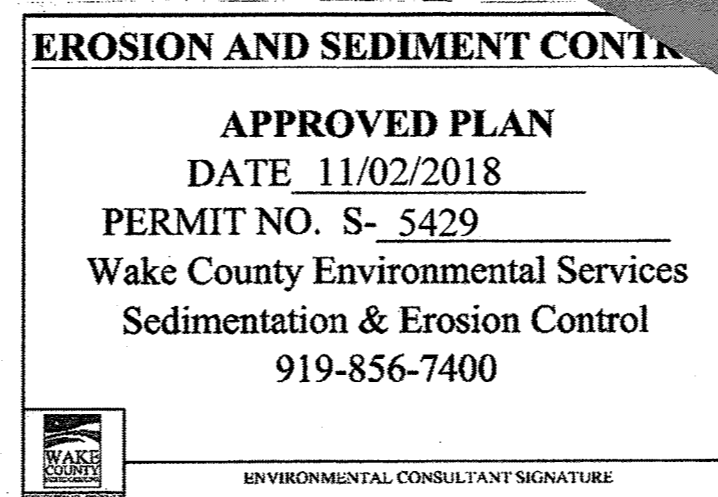 EROSION AND SEDIMENT
APPROVED PLAN
DATE 11/02/2018
PERMIT NO. S- 5429
Wake County Environmental Services
Sedimentation & Erosion Control
919-856-7400
WAKE
COUNTY
ENVIRONMENTAL CONSULTANT SIGNATURE